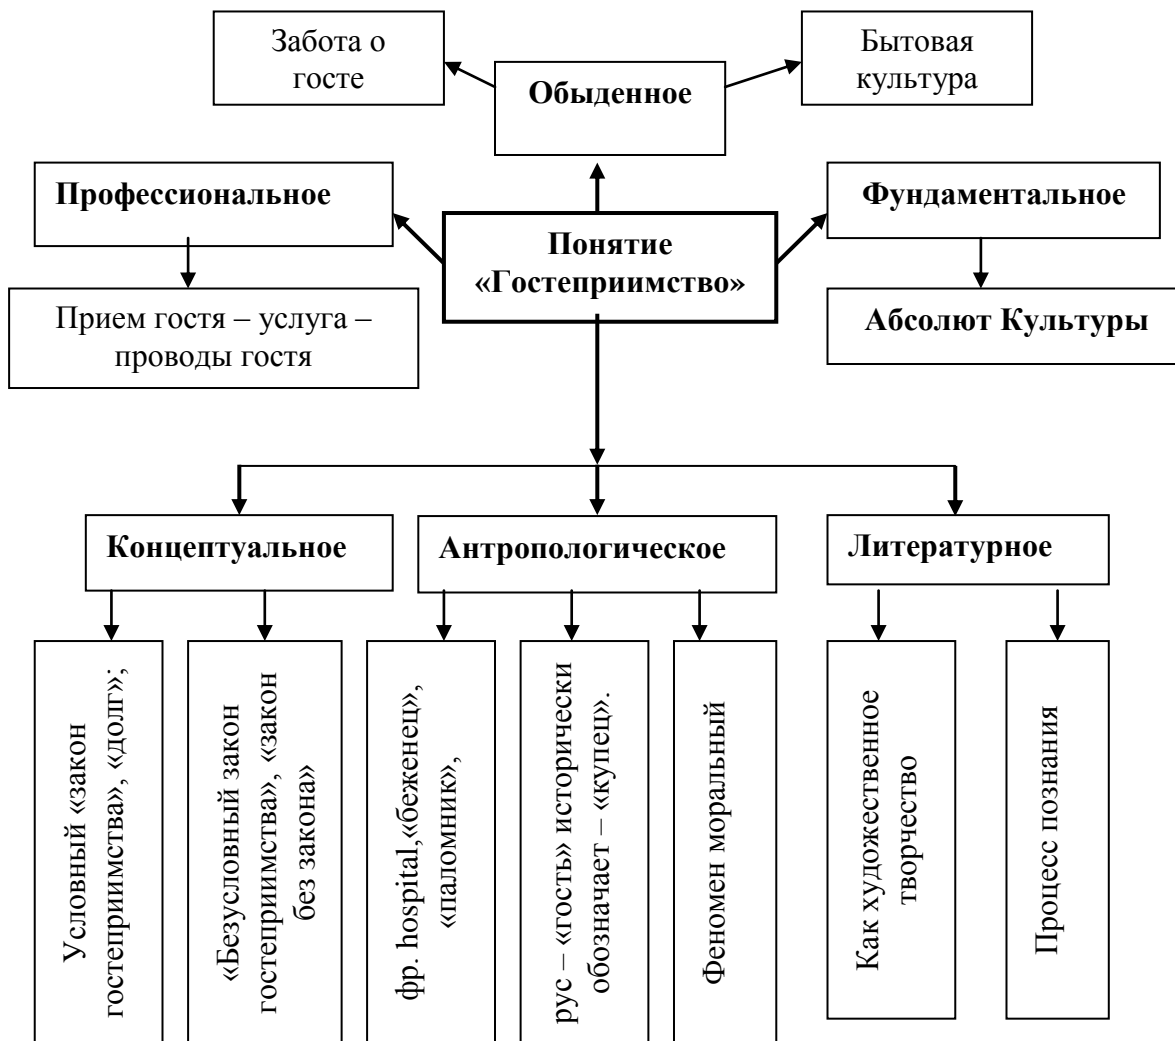 Забота о
госте
Обыденное
Бытовая
культура
Профессиональное
Понятие
«Гостеприимство»
Фундаментальное
Прием гостя – услуга –
проводы гостя
Абсолют Культуры
Концептуальное
Антропологическое
Литературное
Условный «закон
гостеприимства», «долг»;
«Безусловный закон
гостеприимства», «закон
без закона»
фр. hospital,«беженец»,
«паломник»,
рус – «гость» исторически
обозначает – «купец».
Феномен моральный
Как художественное
творчество
Процесс познания